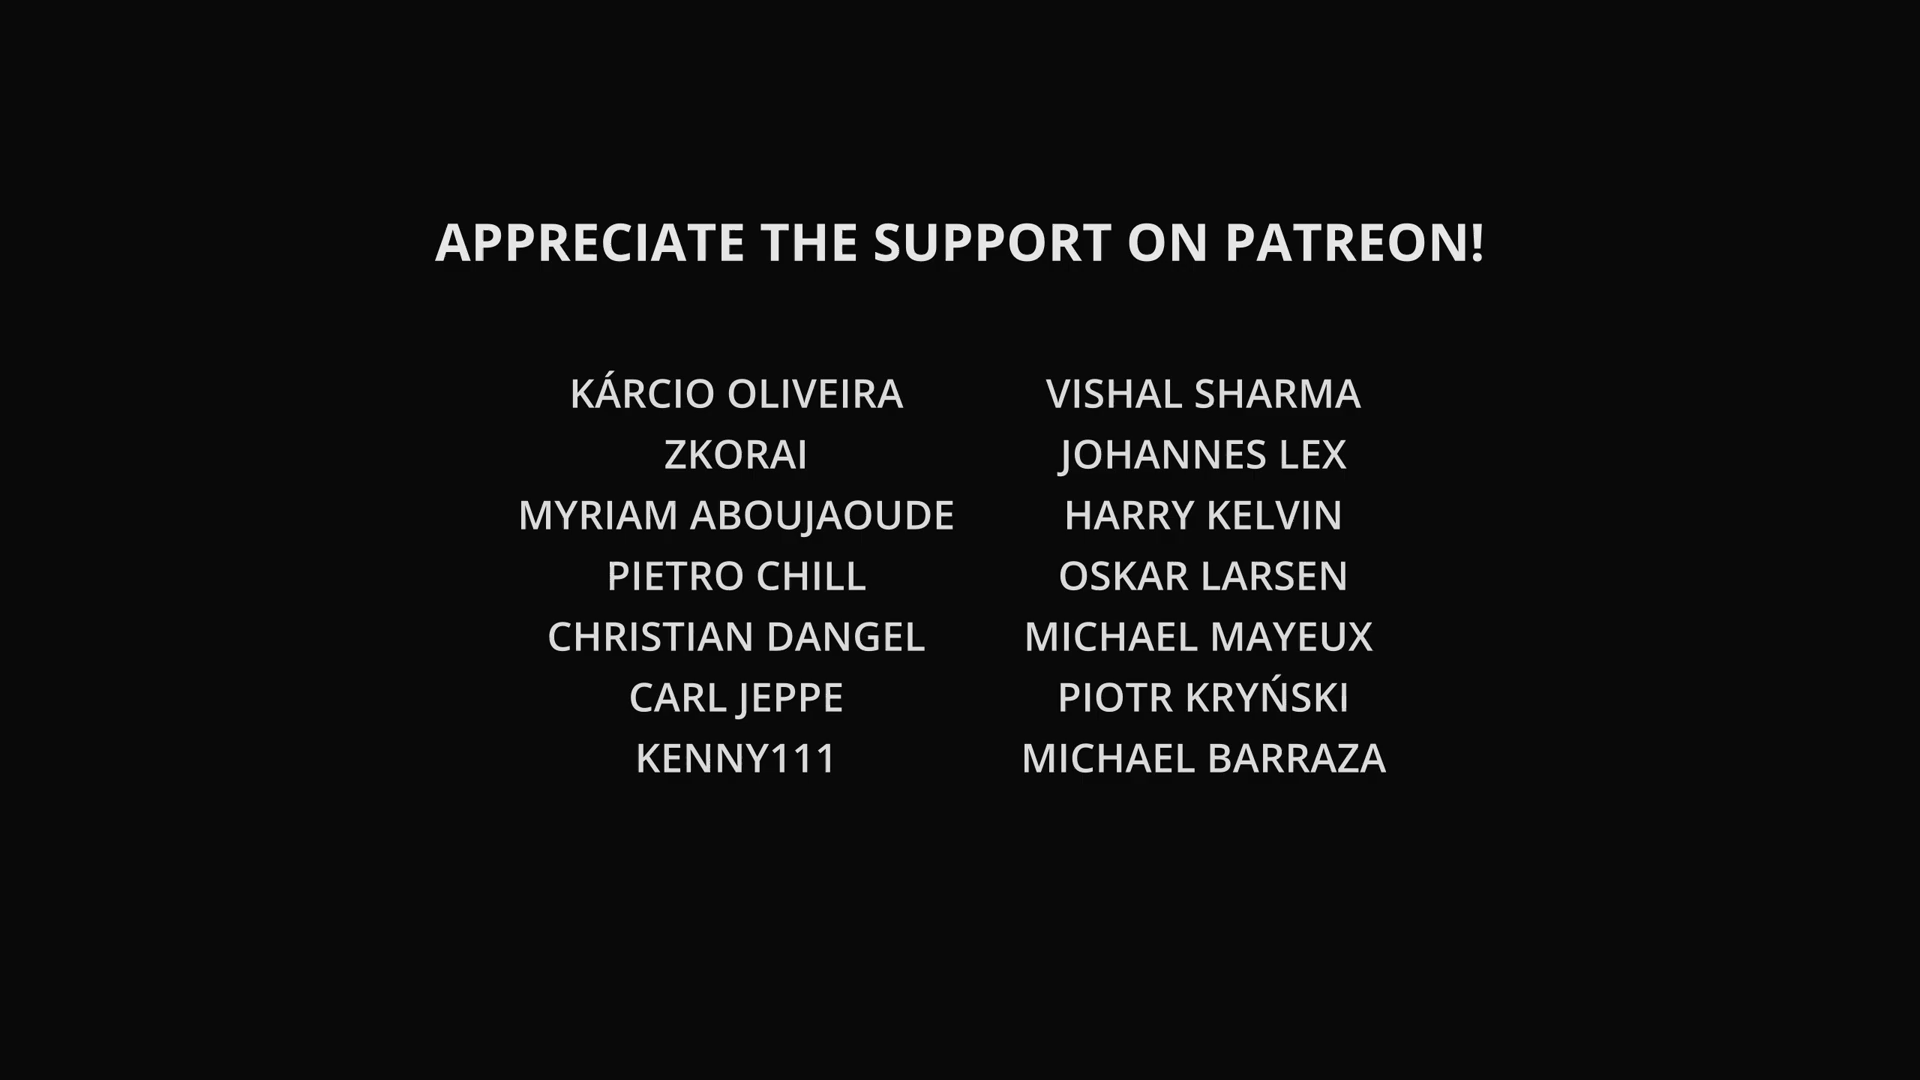 APPRECIATE THE SUPPORT ON PATREON!
KÁRCIO OLIVEIRA
ZKORAI
MYRIAM ABOUJAOUDE
PIETRO CHILL
CHRISTIAN DANGEL
CARL JEPPE
KENNY111
VISHAL SHARMA
JOHANNES LEX
HARRY KELVIN
OSKAR LARSEN
MICHAEL MAYEUX
PIOTR KRYŃSKI
MICHAEL BARRAZA